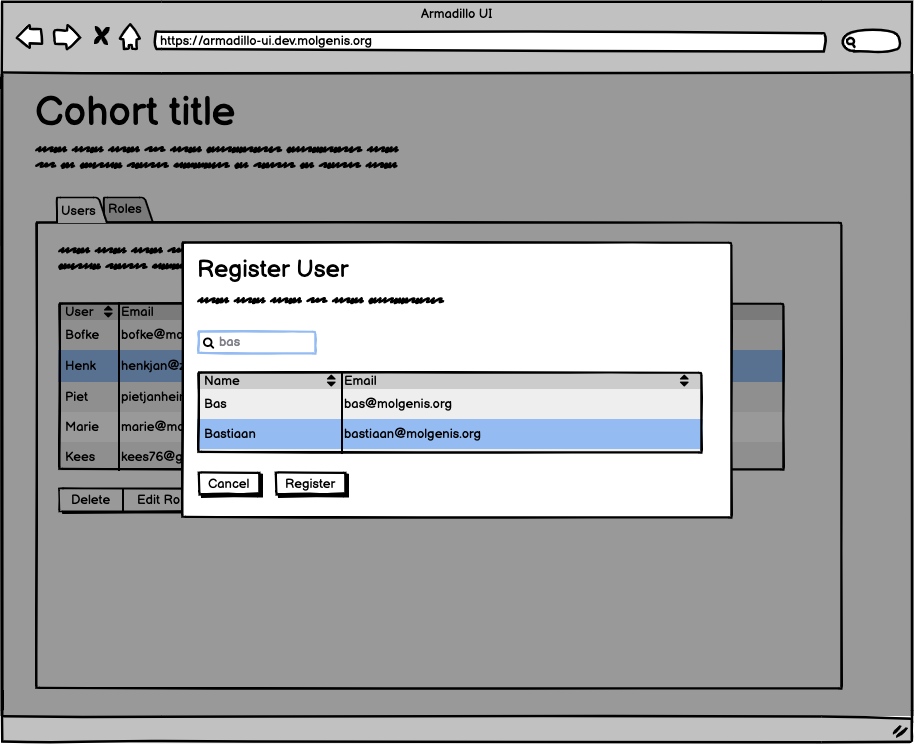 Armadillo UI
https://armadillo-ui.dev.molgenis.org
Cohort title
Users Roles
Register User
bas
User Email
Bofke bofke@mo
Henk henkjan@
Piet pietjanhein
Marie marie@mo
Kees kees76@g
Name Email
Bas bas@molgenis.org
Bastiaan bastiaan@molgenis.org
Cancel Register
Delete Edit Ro